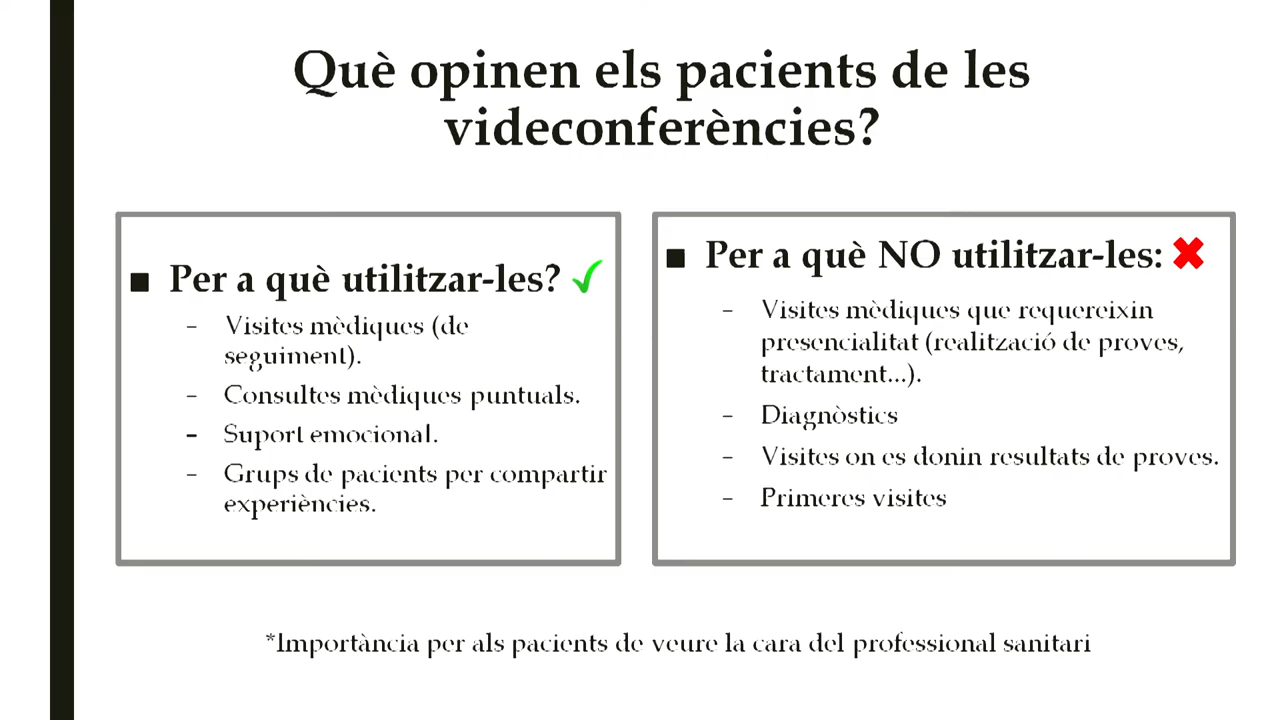 Què opinen els pacients de les
videconferències?
■ Per a què utilitzar-les? ✓
- Visites mèdiques (de
seguiment).
- Consultes mèdiques puntuals.
- Suport emocional.
- Grups de pacients per compartir
experiències.
■ Per a què NO utilitzar-les: ✖
- Visites mèdiques que requereixin
presencialitat (realització de proves,
tractament...).
- Diagnòstics
- Visites on es donin resultats de proves.
- Primeres visites
*Importància per als pacients de veure la cara del professional sanitari